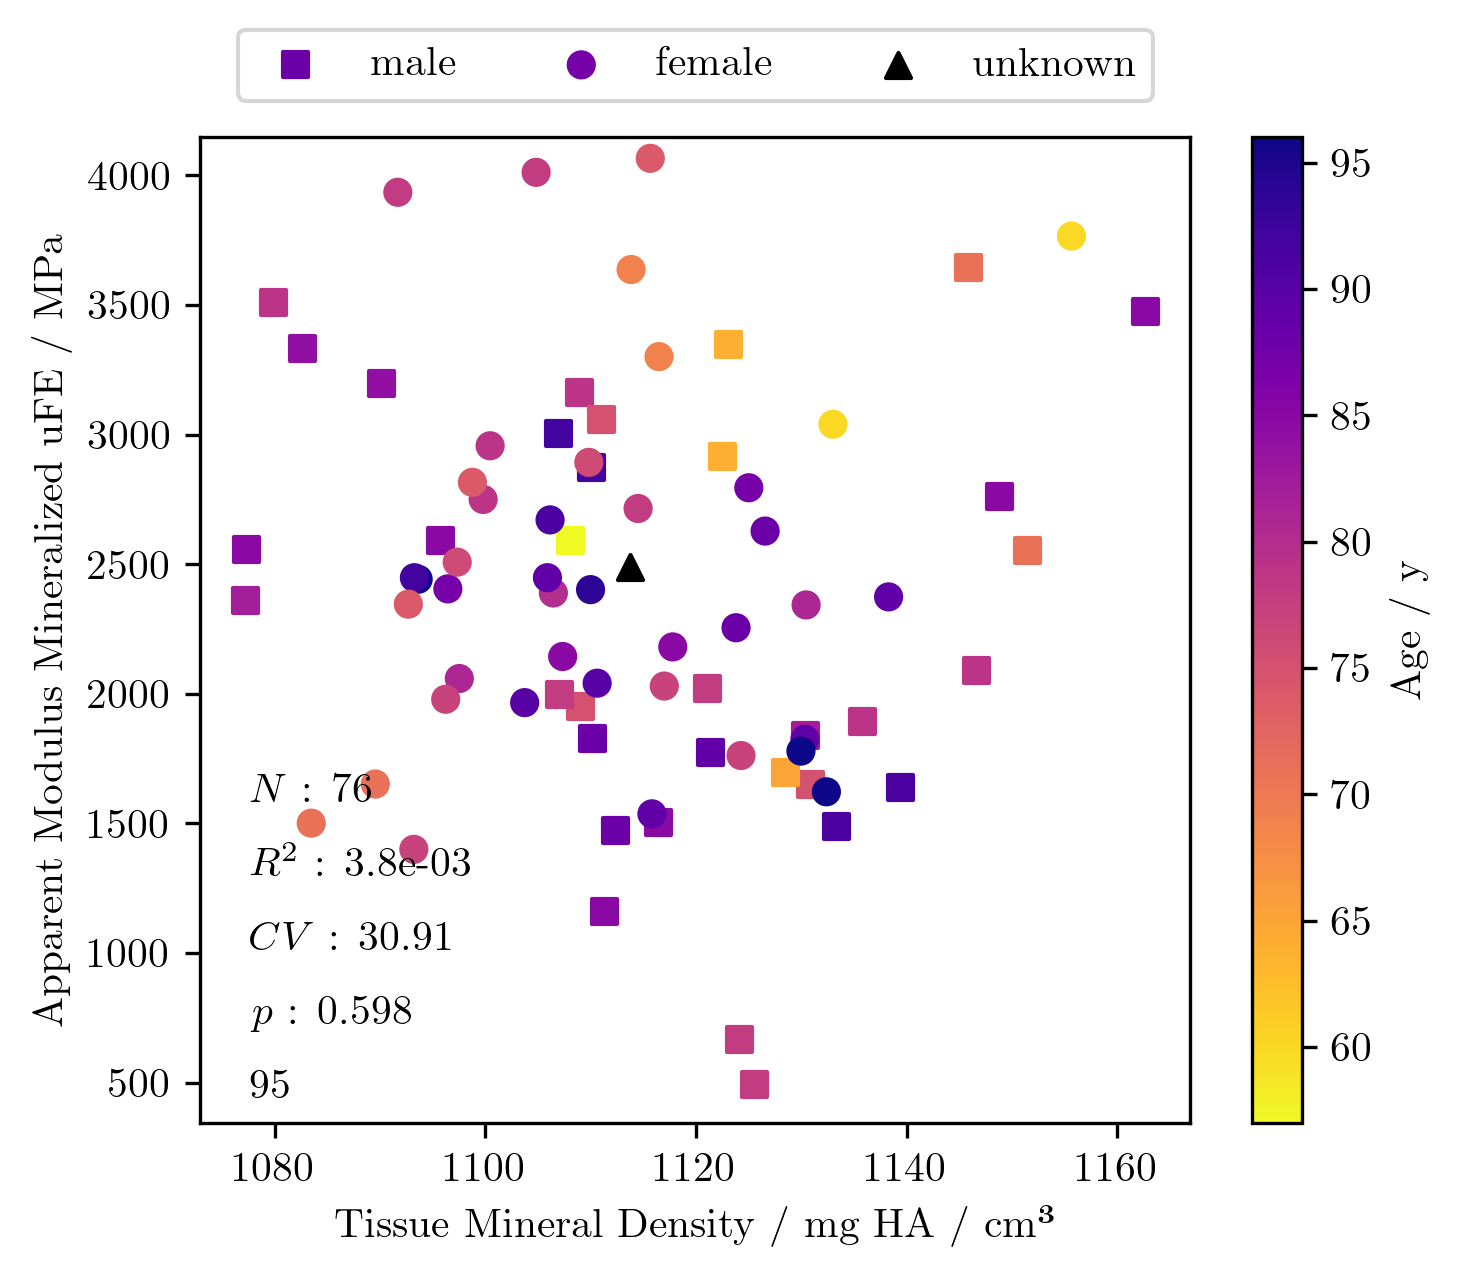 male female unknown
4000
3500
3000
2500
2000
1500
1000
500
Apparent Modulus Mineralized uFE / MPa
N : 76
R² : 3.8e-03
CV : 30.91
p : 0.598
95
1080 1100 1120 1140 1160
Tissue Mineral Density / mg HA / cm³
95
90
85
80
75
70
65
60
Age / y